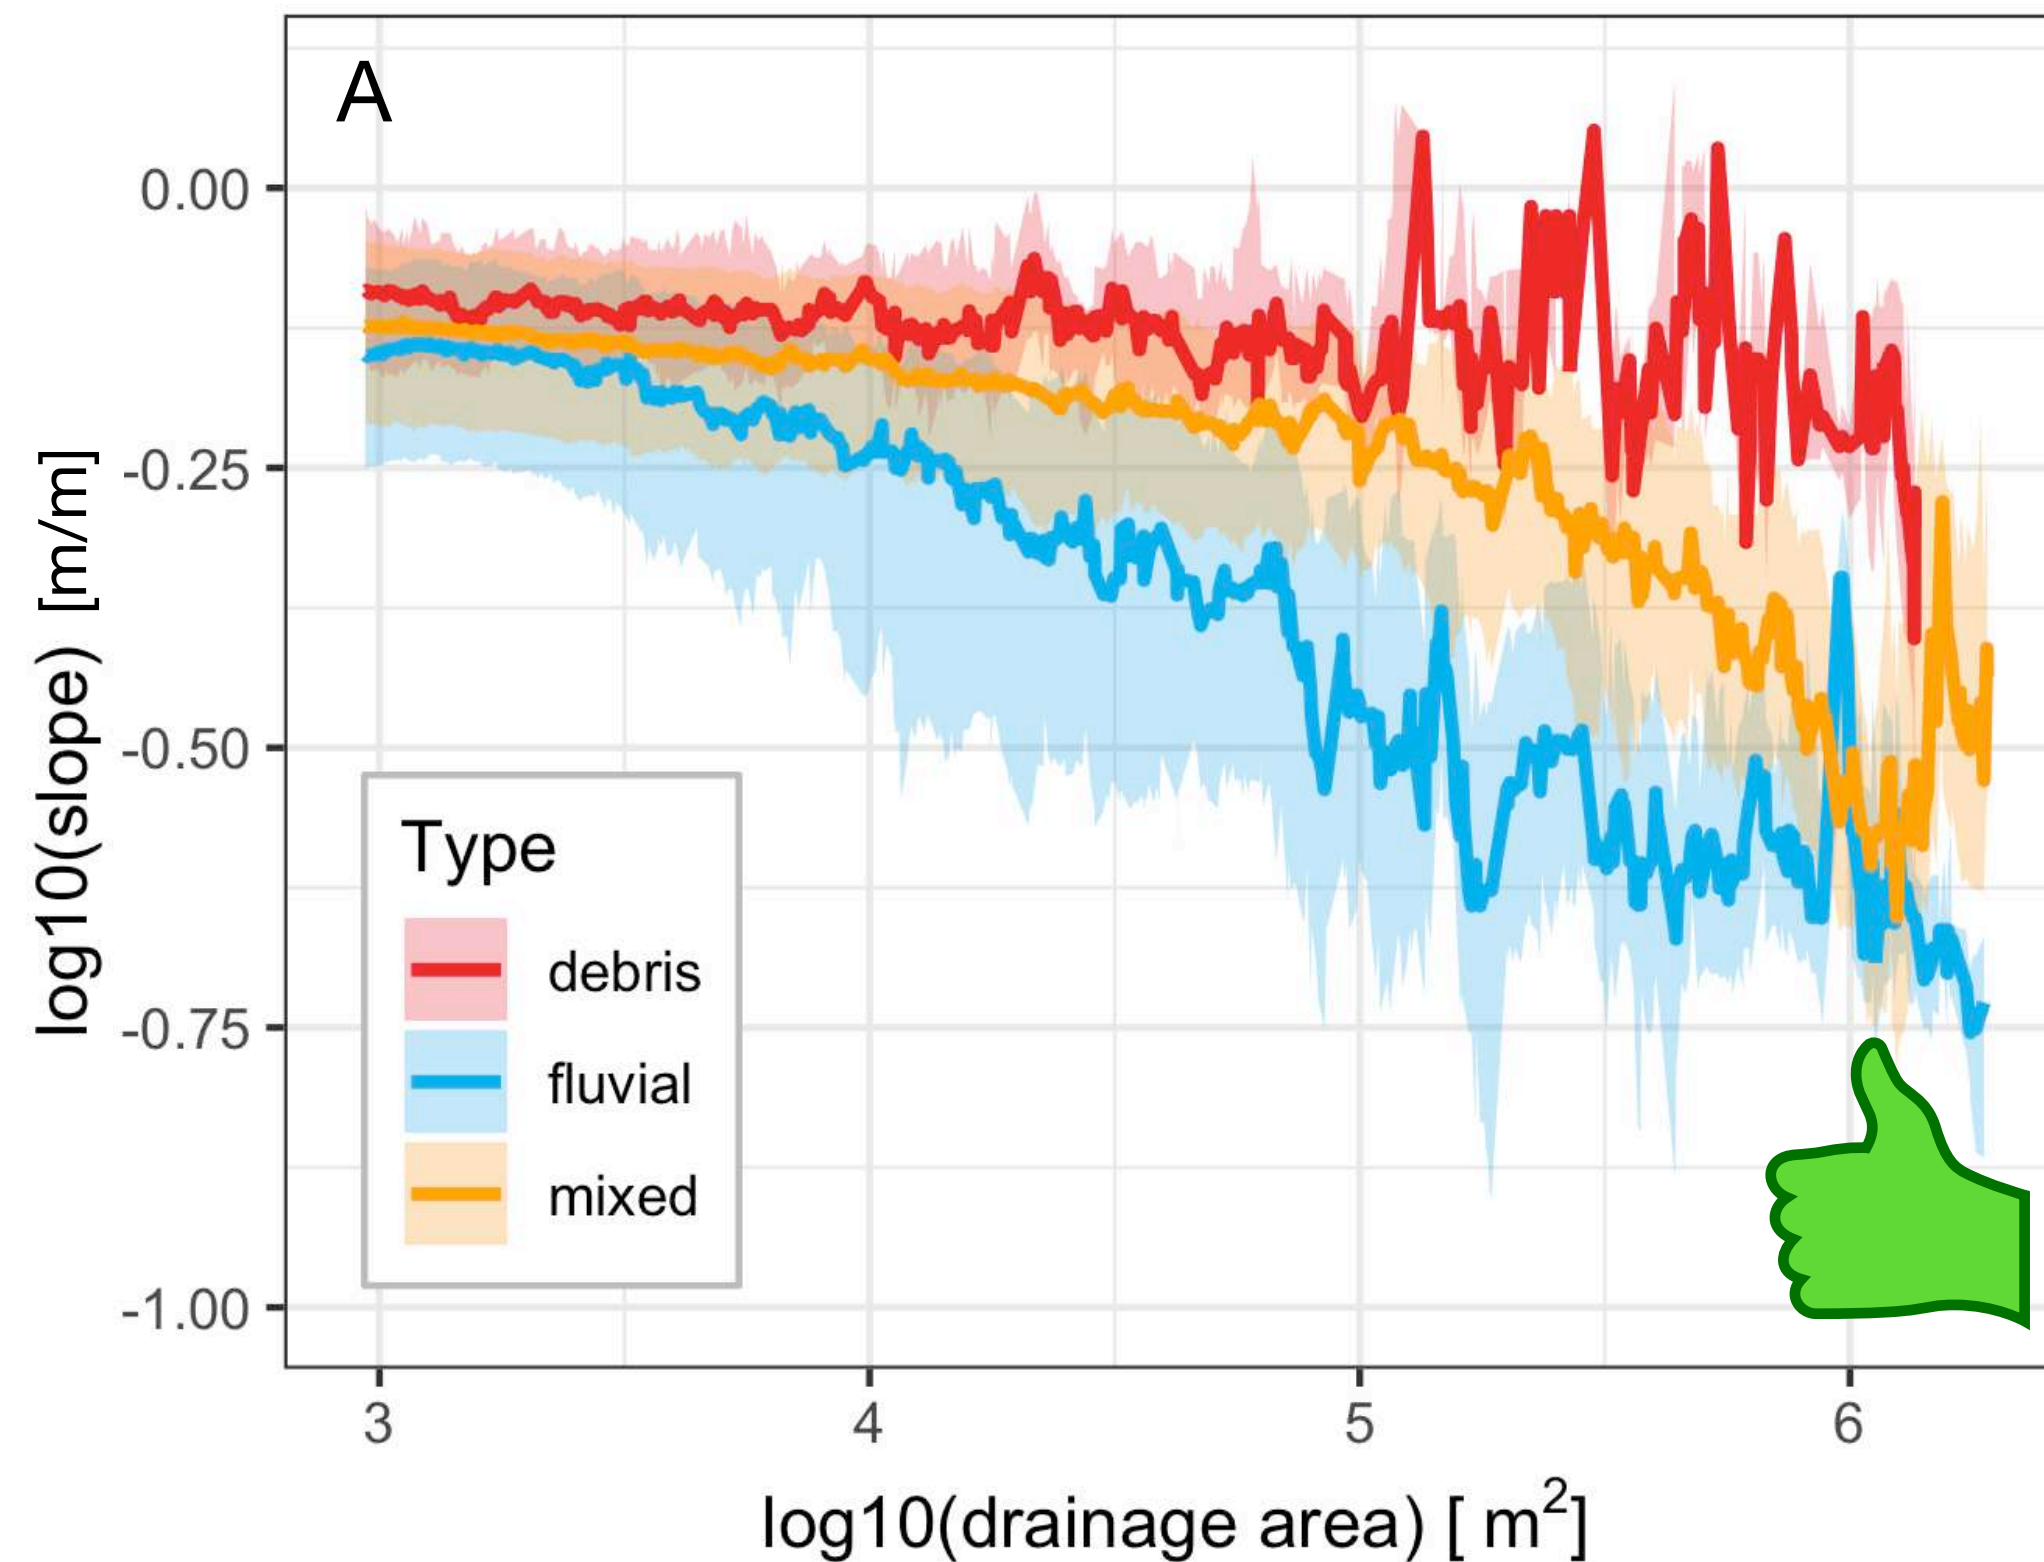 A
0.00
-0.25
-0.50
-0.75
-1.00
log10(slope) [m/m]
Type
debris
fluvial
mixed
3 4 5 6
log10(drainage area) [ m²]